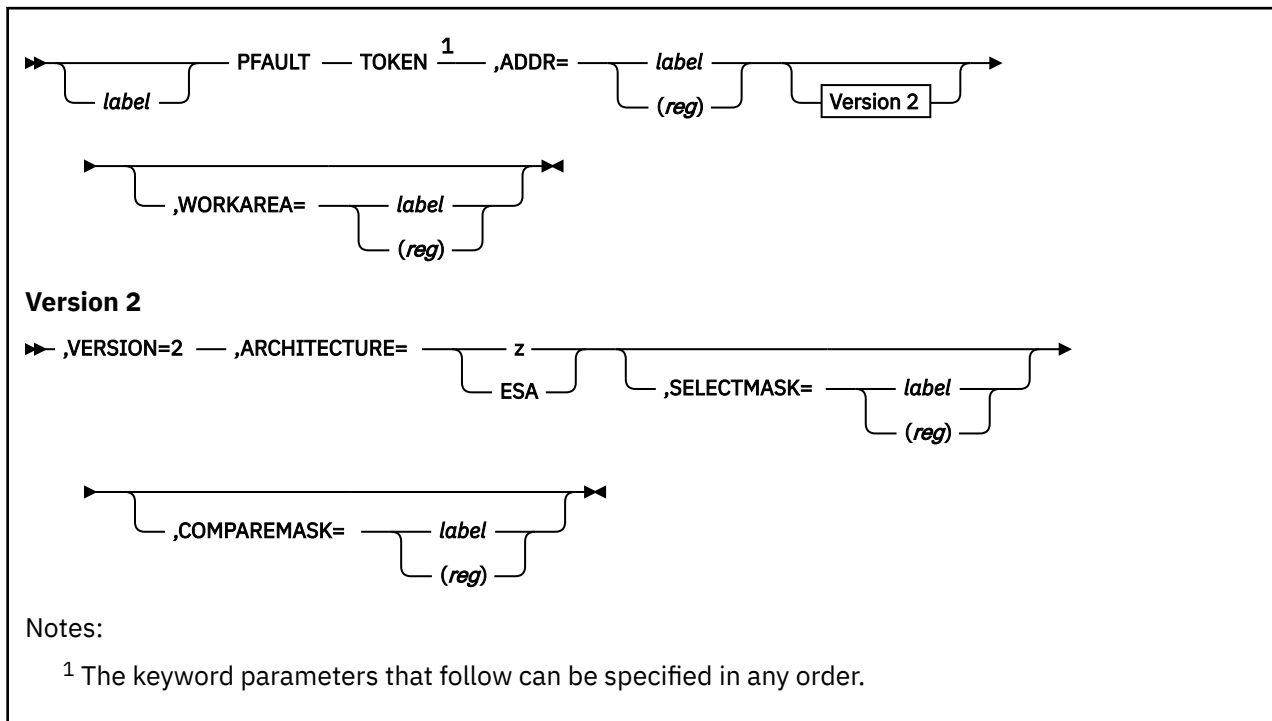 1
PFAULT TOKEN ,ADDR= label
label (reg) Version 2
,WORKAREA= label
(reg)
Version 2
,VERSION=2 ,ARCHITECTURE= z
ESA ,SELECTMASK= label
(reg)
,COMPAREMASK= label
(reg)
Notes:
1 The keyword parameters that follow can be specified in any order.